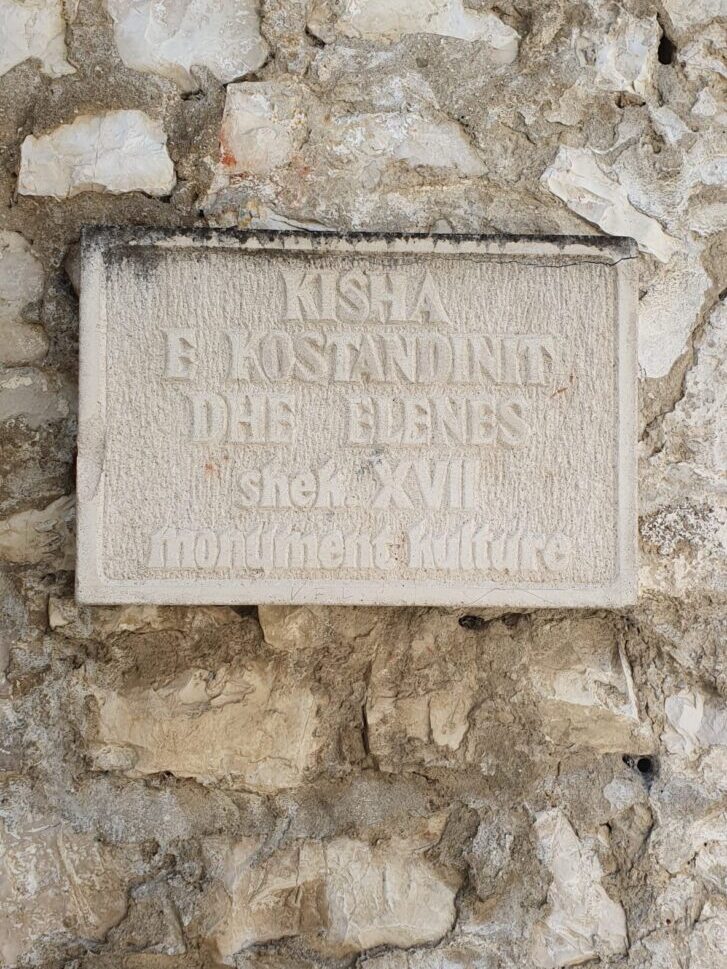 KISHA
E KOSTANDINIT
DHE ELENES
shek. XVII
monument kulture